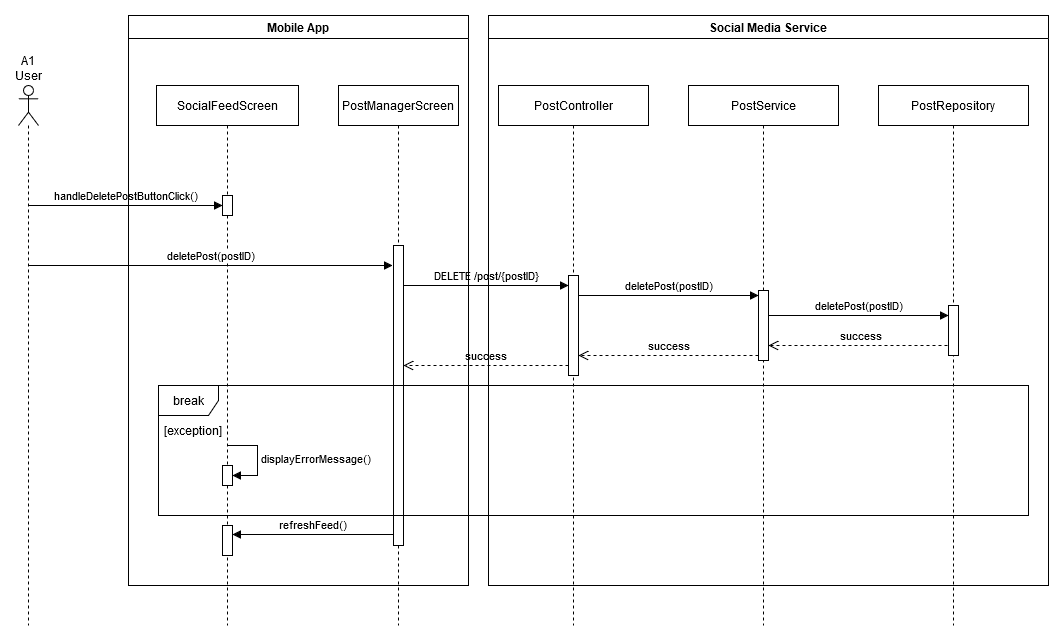 Mobile App
Social Media Service
A1
User
SocialFeedScreen
PostManagerScreen
PostController
PostService
PostRepository
handleDeletePostButtonClick()
deletePost(postID)
DELETE /post/{postID}
deletePost(postID)
deletePost(postID)
success
success
success
break
[exception]
displayErrorMessage()
refreshFeed()